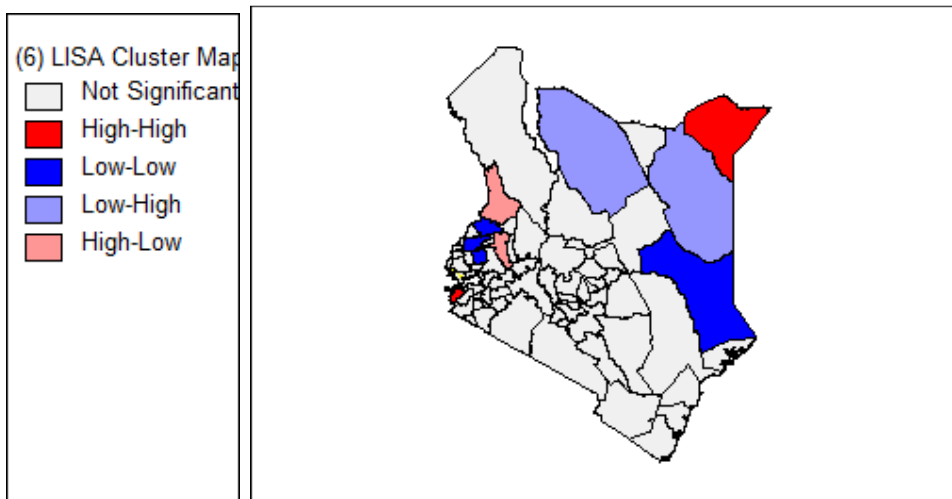 (6) LISA Cluster Map
Not Significant
High-High
Low-Low
Low-High
High-Low